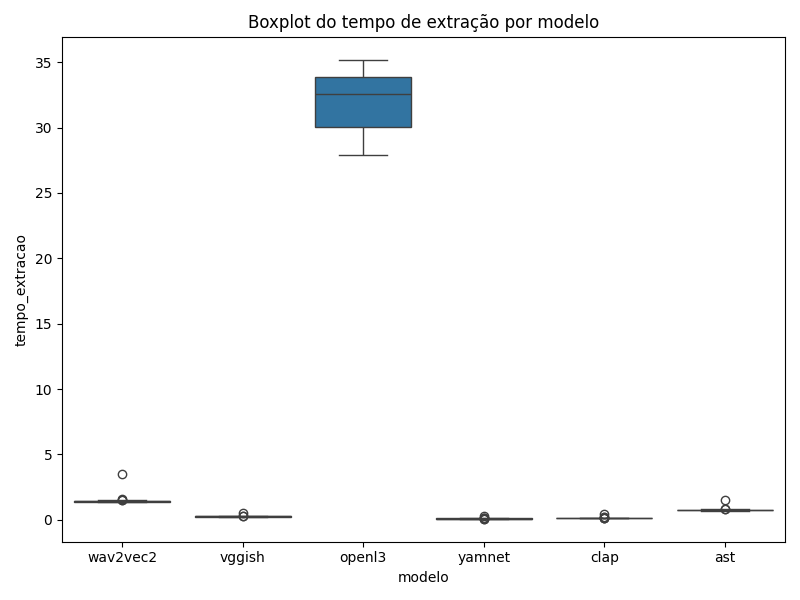 Boxplot do tempo de extração por modelo
tempo_extracao
35
30
25
20
15
10
5
0
wav2vec2 vggish openl3 yamnet clap ast
modelo